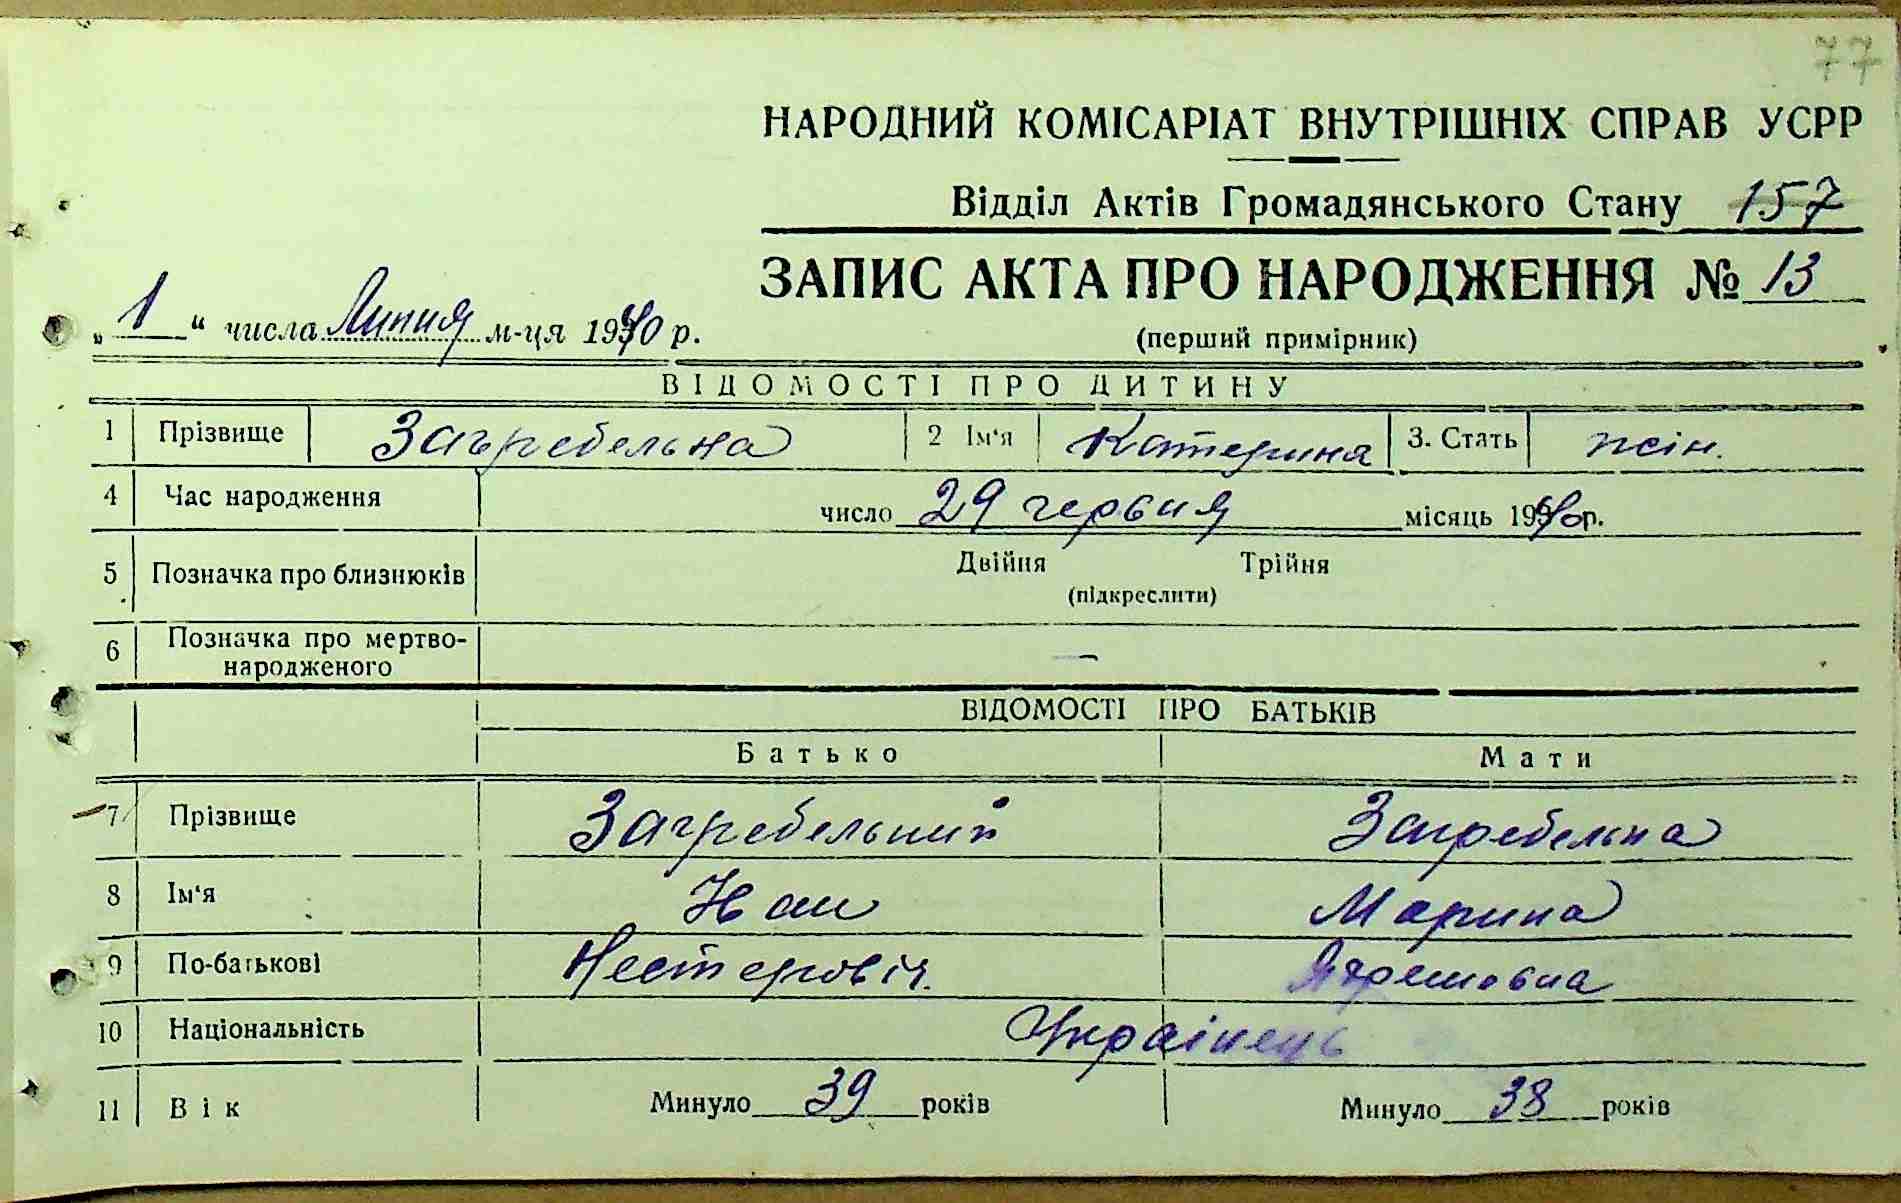 77
НАРОДНИЙ КОМІСАРІАТ ВНУТРІШНІХ СПРАВ УСРР
Відділ Актів Громадянського Стану 157
ЗАПИС АКТА ПРО НАРОДЖЕННЯ № 13
„ 1 “ числа Липня м-ця 1940 р.
(перший примірник)
ВІДОМОСТІ ПРО ДИТИНУ
1 Прізвище Загребельна 2 Ім‘я Катерина 3. Стать жін.
4 Час народження число 29 червня місяць 1940 р.
5 Позначка про близнюків Двійня Трійня
(підкреслити)
6 Позначка про мертво-
народженого —
ВІДОМОСТІ ПРО БАТЬКІВ
Батько Мати
7 Прізвище Загребельний Загребельна
8 Ім‘я Марина
9 По-батькові Нестерович
10 Національність Украінець
11 Вік Минуло 39 років Минуло 38 років